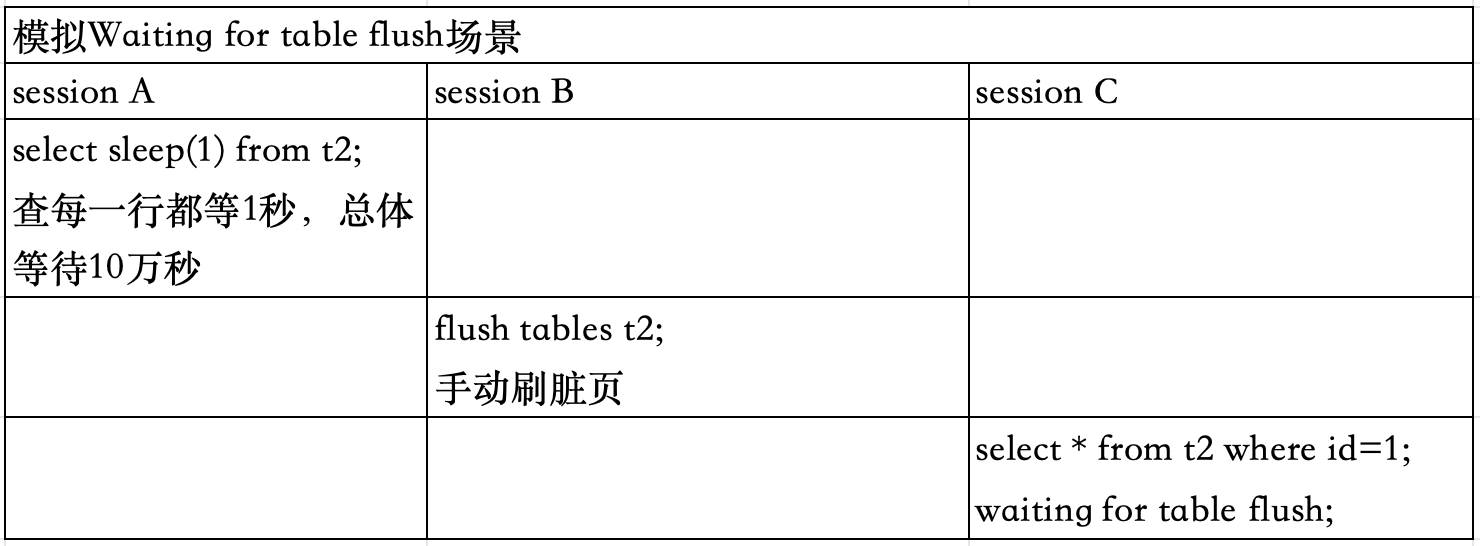 模拟Waiting for table flush场景
session A
session B
session C
select sleep(1) from t2;
查每一行都等1秒，总体
等待10万秒
flush tables t2;
手动刷脏页
select * from t2 where id=1;
waiting for table flush;